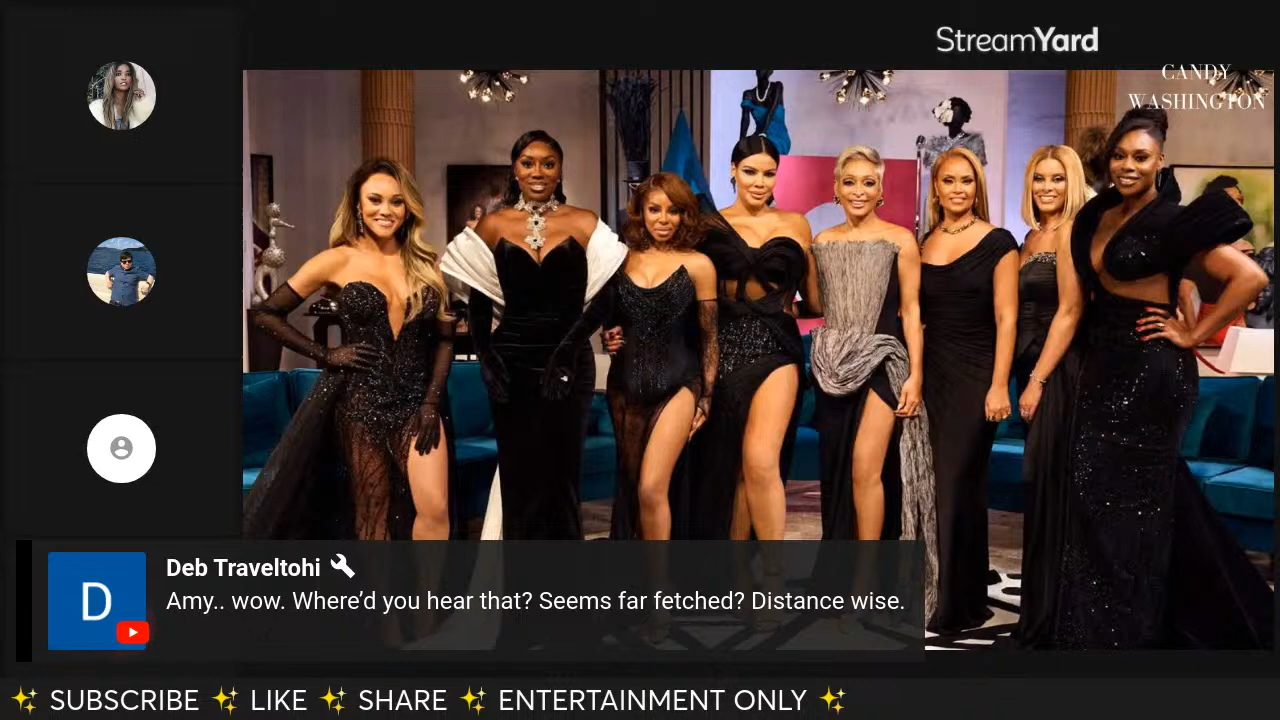 StreamYard
CANDY
WASHINGTON
D
Deb Traveltohi
Amy.. wow. Where’d you hear that? Seems far fetched? Distance wise.
✨ SUBSCRIBE ✨ LIKE ✨ SHARE ✨ ENTERTAINMENT ONLY ✨